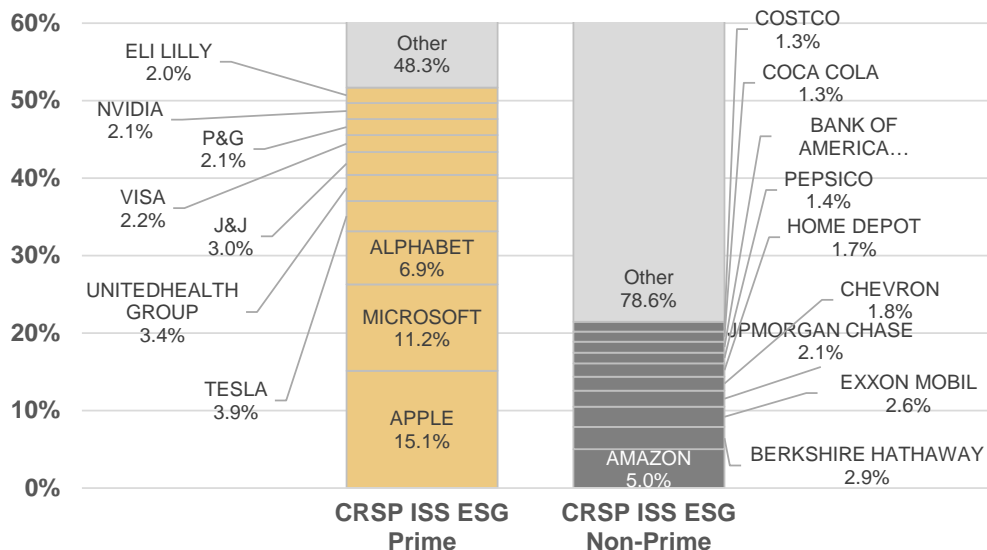 60%
50%
40%
30%
20%
10%
0%
ELI LILLY
2.0%
NVIDIA
2.1%
P&G
2.1%
VISA
2.2%
J&J
3.0%
UNITEDHEALTH
GROUP
3.4%
TESLA
3.9%
Other
48.3%
ALPHABET
6.9%
MICROSOFT
11.2%
APPLE
15.1%
CRSP ISS ESG
Prime
Other
78.6%
AMAZON
5.0%
CRSP ISS ESG
Non-Prime
COSTCO
1.3%
COCA COLA
1.3%
BANK OF
AMERICA...
PEPSICO
1.4%
HOME DEPOT
1.7%
CHEVRON
1.8%
JPMORGAN CHASE
2.1%
EXXON MOBIL
2.6%
BERKSHIRE HATHAWAY
2.9%